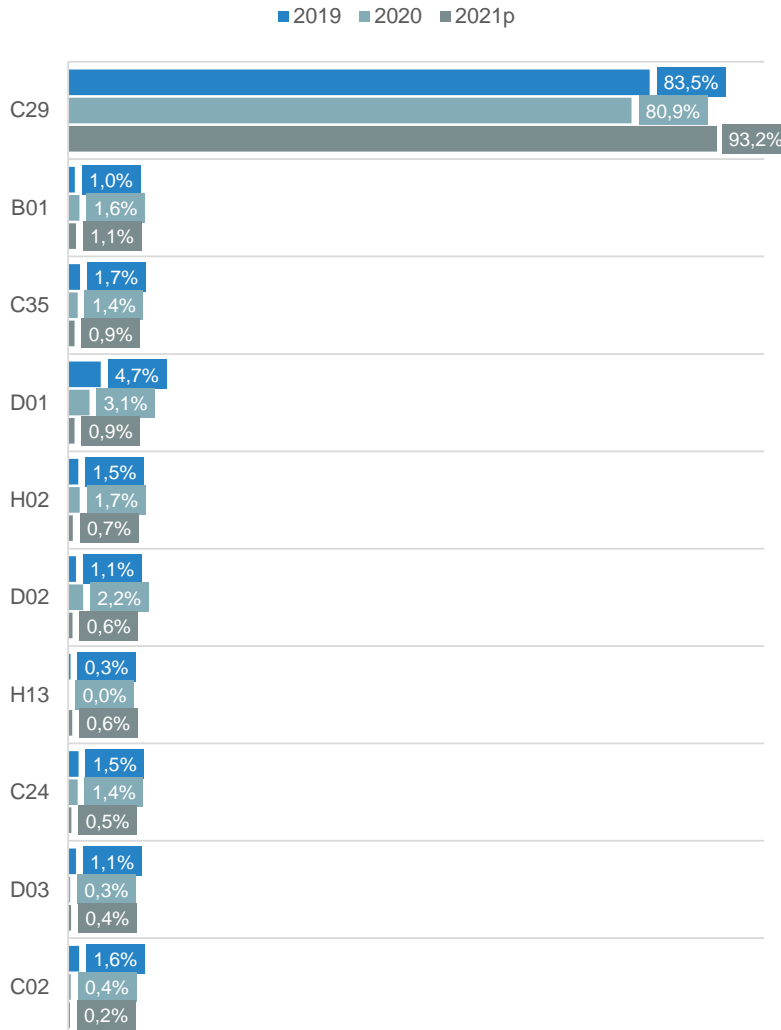 2019 2020 2021p
83,5%
C29 80,9%
93,2%
1,0%
B01 1,6%
1,1%
1,7%
C35 1,4%
0,9%
4,7%
D01 3,1%
0,9%
1,5%
H02 1,7%
0,7%
1,1%
D02 2,2%
0,6%
0,3%
H13 0,0%
0,6%
1,5%
C24 1,4%
0,5%
1,1%
D03 0,3%
0,4%
1,6%
C02 0,4%
0,2%